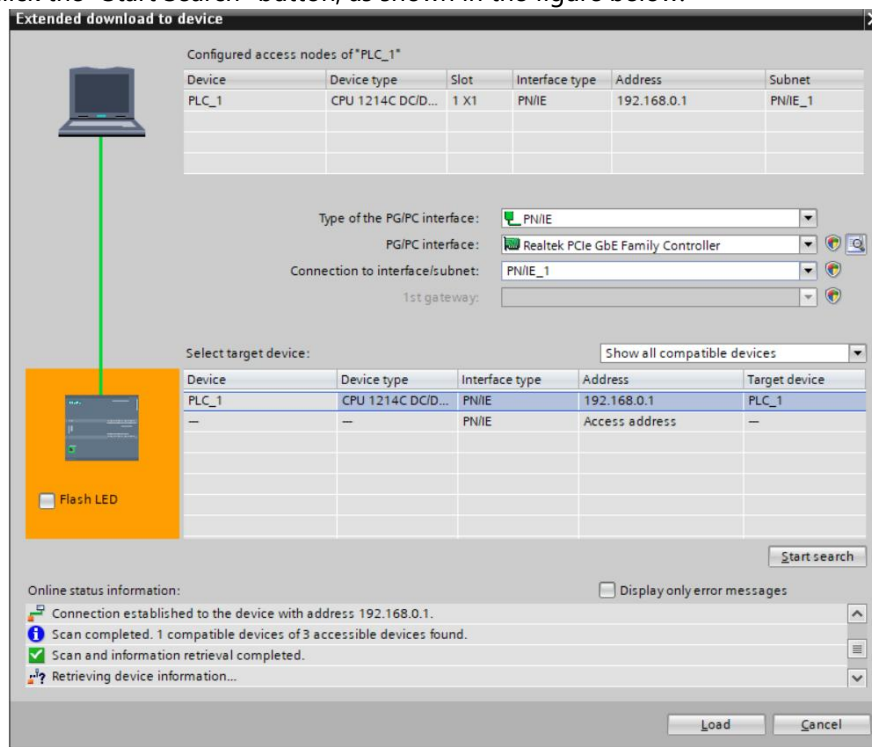 Extended download to device
Configured access nodes of "PLC_1"
Device Device type Slot Interface type Address Subnet
PLC_1 CPU 1214C DC/D... 1 X1 PN/IE 192.168.0.1 PN/IE_1
Type of the PG/PC interface: PN/IE
PG/PC interface: Realtek PCIe GbE Family Controller
Connection to interface/subnet: PN/IE_1
1st gateway:
Select target device: Show all compatible devices
Device Device type Interface type Address Target device
PLC_1 CPU 1214C DC/D... PN/IE 192.168.0.1 PLC_1
— — PN/IE Access address —
Flash LED
Start search
Online status information: Display only error messages
Connection established to the device with address 192.168.0.1.
Scan completed. 1 compatible devices of 3 accessible devices found.
Scan and information retrieval completed.
Retrieving device information...
Load Cancel